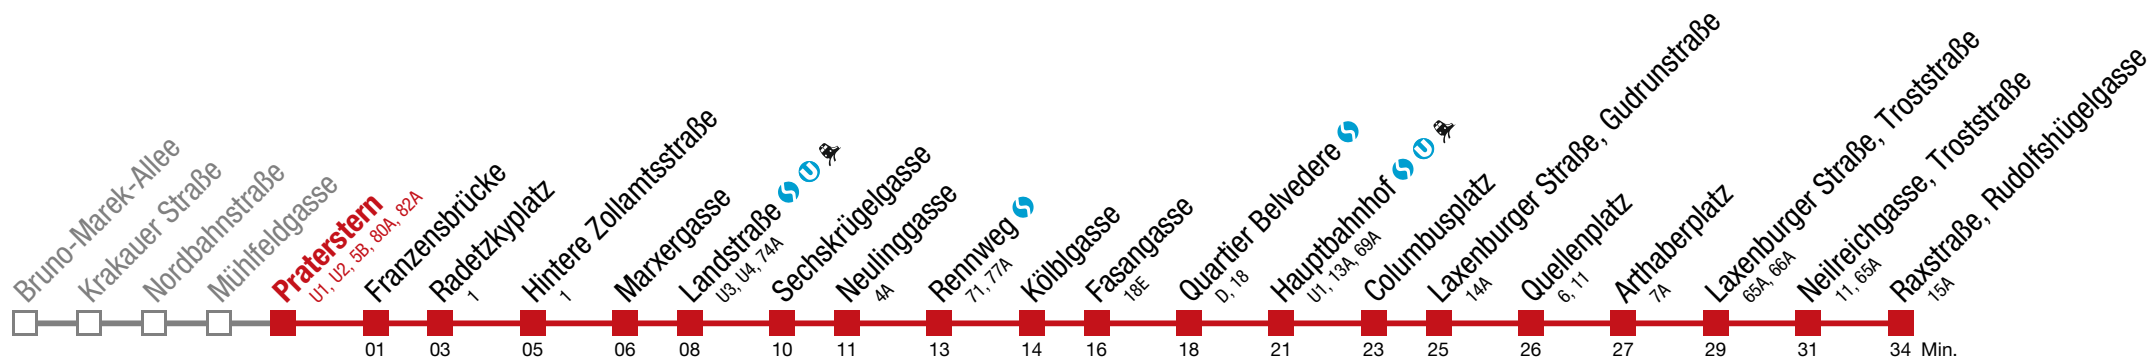 Bruno-Marek-Allee
Krakauer Straße
Nordbahnstraße
Mühlfeldgasse
Praterstern
U1, U2, 5B, 80A, 82A
Franzensbrücke
Radetzkyplatz
1
Hintere Zollamtsstraße
1
Marxergasse
Landstraße S U
U3, U4, 74A
Sechskrügelgasse
Neulinggasse
4A
Rennweg S
71, 77A
Kölblgasse
Fasangasse
18E
Quartier Belvedere S
D, 18
Hauptbahnhof S U
U1, 13A, 69A
Columbusplatz
Laxenburger Straße, Gudrunstraße
14A
Quellenplatz
6, 11
Arthaberplatz
7A
Laxenburger Straße, Troststraße
65A, 66A
Neilreichgasse, Troststraße
11, 65A
Raxstraße, Rudolfshügelgasse
15A
01 03 05 06 08 10 11 13 14 16 18 21 23 25 26 27 29 31 34 Min.